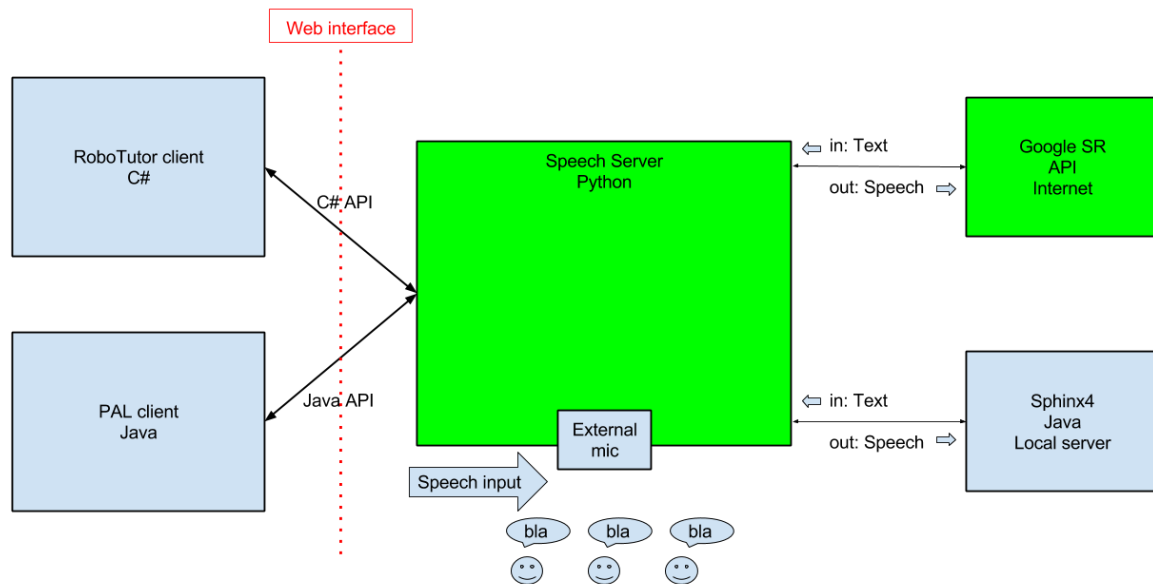 Web interface
RoboTutor client
C#
C# API
PAL client
Java
Java API
Speech Server
Python
External
mic
Speech input
bla
bla
bla
in: Text
out: Speech
Google SR
API
Internet
in: Text
out: Speech
Sphinx4
Java
Local server